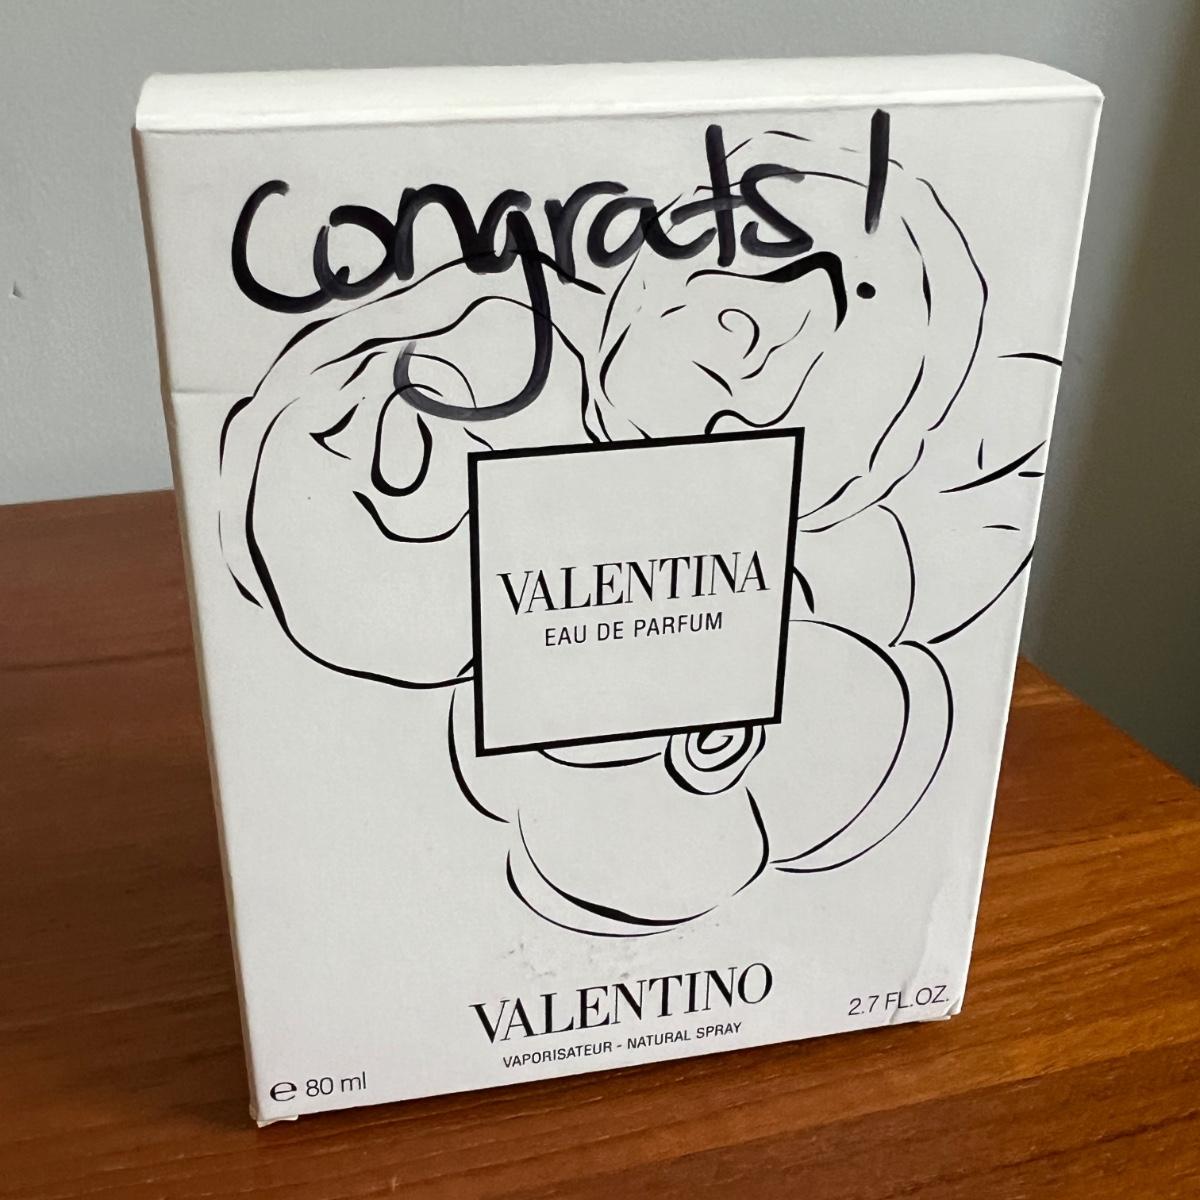 congrats!
VALENTINA
EAU DE PARFUM
VALENTINO
VAPORISATEUR - NATURAL SPRAY
2.7 FL.OZ.
e 80 ml